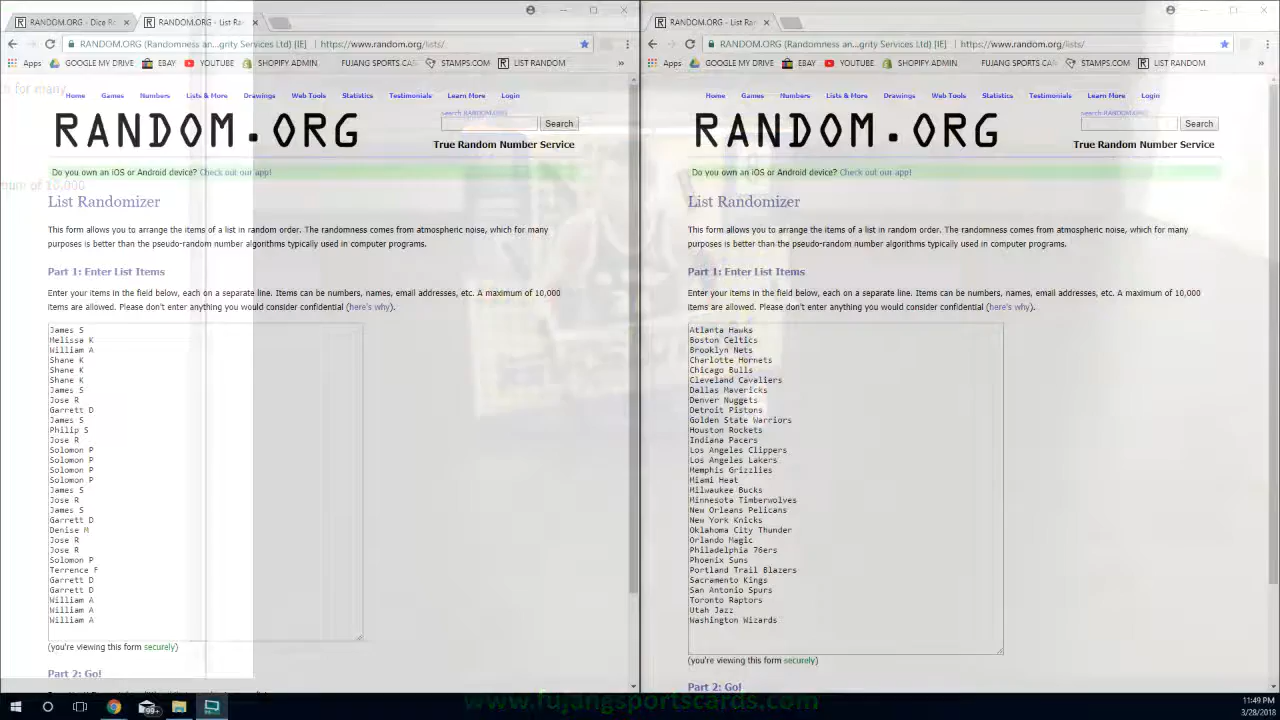 RANDOM.ORG - Dice R
RANDOM.ORG - List Ra
RANDOM.ORG (Randomness an...grity Services Ltd) [IE] | https://www.random.org/lists/
Apps GOOGLE MY DRIVE EBAY YOUTUBE SHOPIFY ADMIN FUJANG SPORTS CAR STAMPS.COM LIST RANDOM »
h for many
Home Games Numbers Lists & More Drawings Web Tools Statistics Testimonials Learn More Login
search RANDOM.ORG
Search
RANDOM.ORG
True Random Number Service
Do you own an iOS or Android device? Check out our app!
num of 10,000
List Randomizer
This form allows you to arrange the items of a list in random order. The randomness comes from atmospheric noise, which for many
purposes is better than the pseudo-random number algorithms typically used in computer programs.
Part 1: Enter List Items
Enter your items in the field below, each on a separate line. Items can be numbers, names, email addresses, etc. A maximum of 10,000
items are allowed. Please don't enter anything you would consider confidential (here's why).
James S
Melissa K
William A
Shane K
Shane K
Shane K
James S
Jose R
Garrett D
James S
Philip S
Jose R
Solomon P
Solomon P
Solomon P
Solomon P
James S
Jose R
James S
Garrett D
Denise M
Jose R
Jose R
Solomon P
Terrence F
Garrett D
Garrett D
William A
William A
William A
(you're viewing this form securely)
Part 2: Go!
RANDOM.ORG - List Ra
RANDOM.ORG (Randomness an...grity Services Ltd) [IE] | https://www.random.org/lists/
Apps GOOGLE MY DRIVE EBAY YOUTUBE SHOPIFY ADMIN FUJANG SPORTS CAR STAMPS.COM LIST RANDOM »
Home Games Numbers Lists & More Drawings Web Tools Statistics Testimonials Learn More Login
search RANDOM.ORG
Search
RANDOM.ORG
True Random Number Service
Do you own an iOS or Android device? Check out our app!
List Randomizer
This form allows you to arrange the items of a list in random order. The randomness comes from atmospheric noise, which for many
purposes is better than the pseudo-random number algorithms typically used in computer programs.
Part 1: Enter List Items
Enter your items in the field below, each on a separate line. Items can be numbers, names, email addresses, etc. A maximum of 10,000
items are allowed. Please don't enter anything you would consider confidential (here's why).
Atlanta Hawks
Boston Celtics
Brooklyn Nets
Charlotte Hornets
Chicago Bulls
Cleveland Cavaliers
Dallas Mavericks
Denver Nuggets
Detroit Pistons
Golden State Warriors
Houston Rockets
Indiana Pacers
Los Angeles Clippers
Los Angeles Lakers
Memphis Grizzlies
Miami Heat
Milwaukee Bucks
Minnesota Timberwolves
New Orleans Pelicans
New York Knicks
Oklahoma City Thunder
Orlando Magic
Philadelphia 76ers
Phoenix Suns
Portland Trail Blazers
Sacramento Kings
San Antonio Spurs
Toronto Raptors
Utah Jazz
Washington Wizards
(you're viewing this form securely)
Part 2: Go!
www.fujangsportscards.com
99+
11:49 PM
3/28/2018